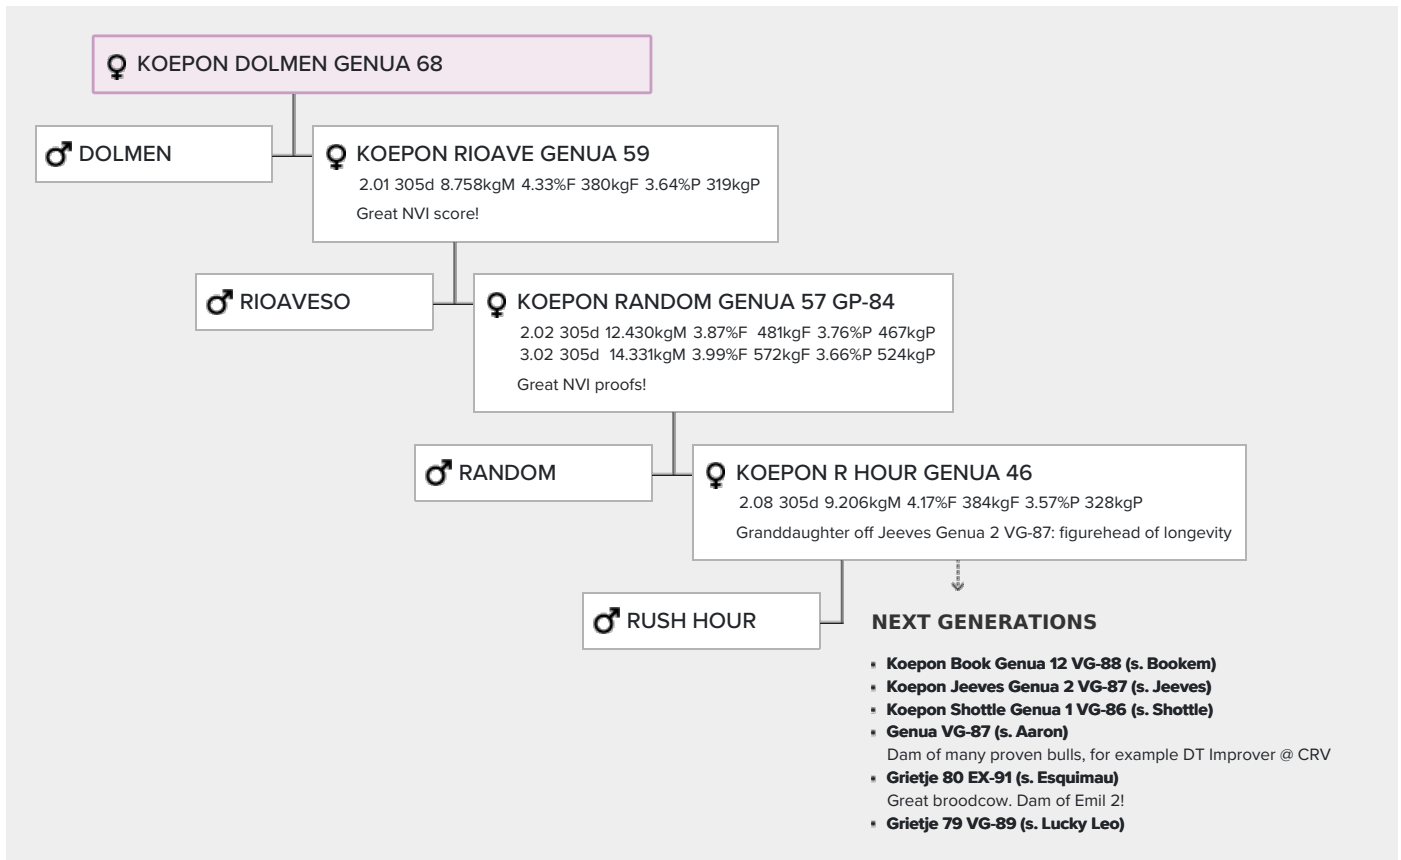 KOEPON DOLMEN GENUA 68
DOLMEN
KOEPON RIOAVE GENUA 59
2.01 305d 8.758kgM 4.33%F 380kgF 3.64%P 319kgP
Great NVI score!
RIOAVESO
KOEPON RANDOM GENUA 57 GP-84
2.02 305d 12.430kgM 3.87%F 481kgF 3.76%P 467kgP
3.02 305d 14.331kgM 3.99%F 572kgF 3.66%P 524kgP
Great NVI proofs!
RANDOM
KOEPON R HOUR GENUA 46
2.08 305d 9.206kgM 4.17%F 384kgF 3.57%P 328kgP
Granddaughter off Jeeves Genua 2 VG-87: figurehead of longevity
RUSH HOUR
NEXT GENERATIONS
Koepon Book Genua 12 VG-88 (s. Bookem)
Koepon Jeeves Genua 2 VG-87 (s. Jeeves)
Koepon Shottle Genua 1 VG-86 (s. Shottle)
Genua VG-87 (s. Aaron)
Dam of many proven bulls, for example DT Improver @ CRV
Grietje 80 EX-91 (s. Esquimau)
Great broodcow. Dam of Emil 2!
Grietje 79 VG-89 (s. Lucky Leo)